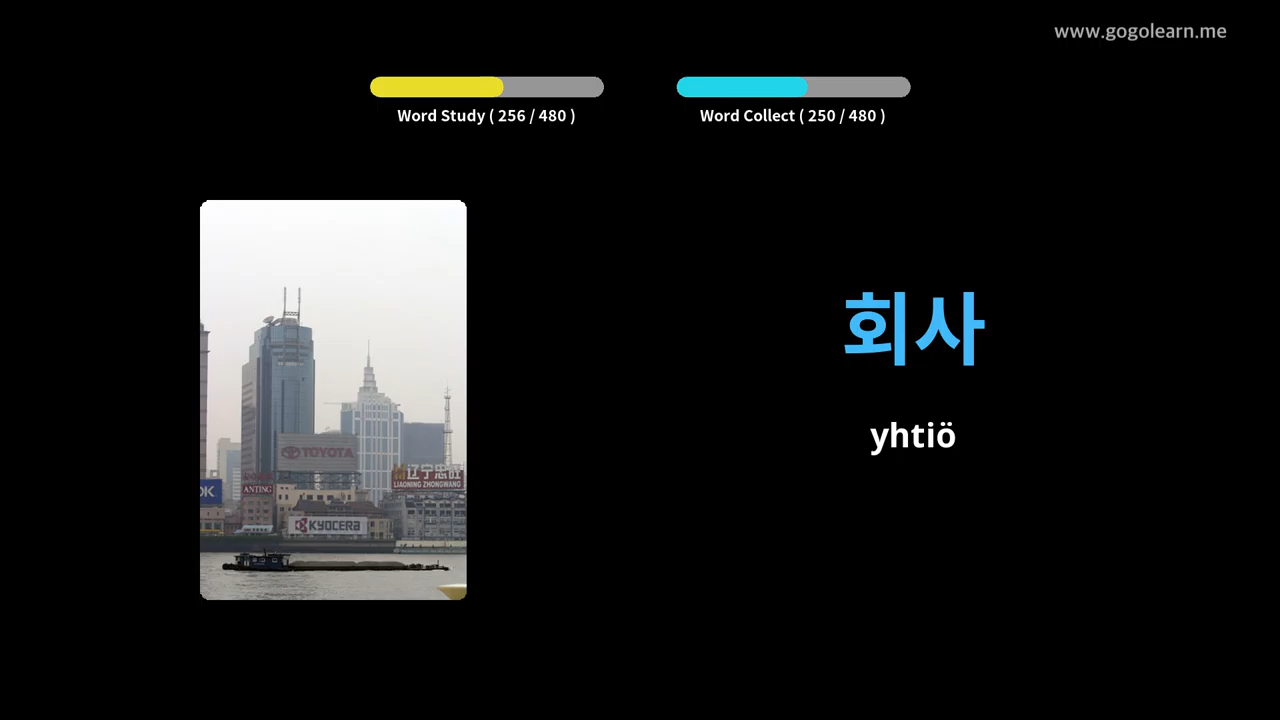 www.gogolearn.me
Word Study ( 256 / 480 )
Word Collect ( 250 / 480 )
회사
yhtiö
TOYOTA
辽宁忠旺
LIAONING ZHONGWANG
OK
ANTING
KYOCERA